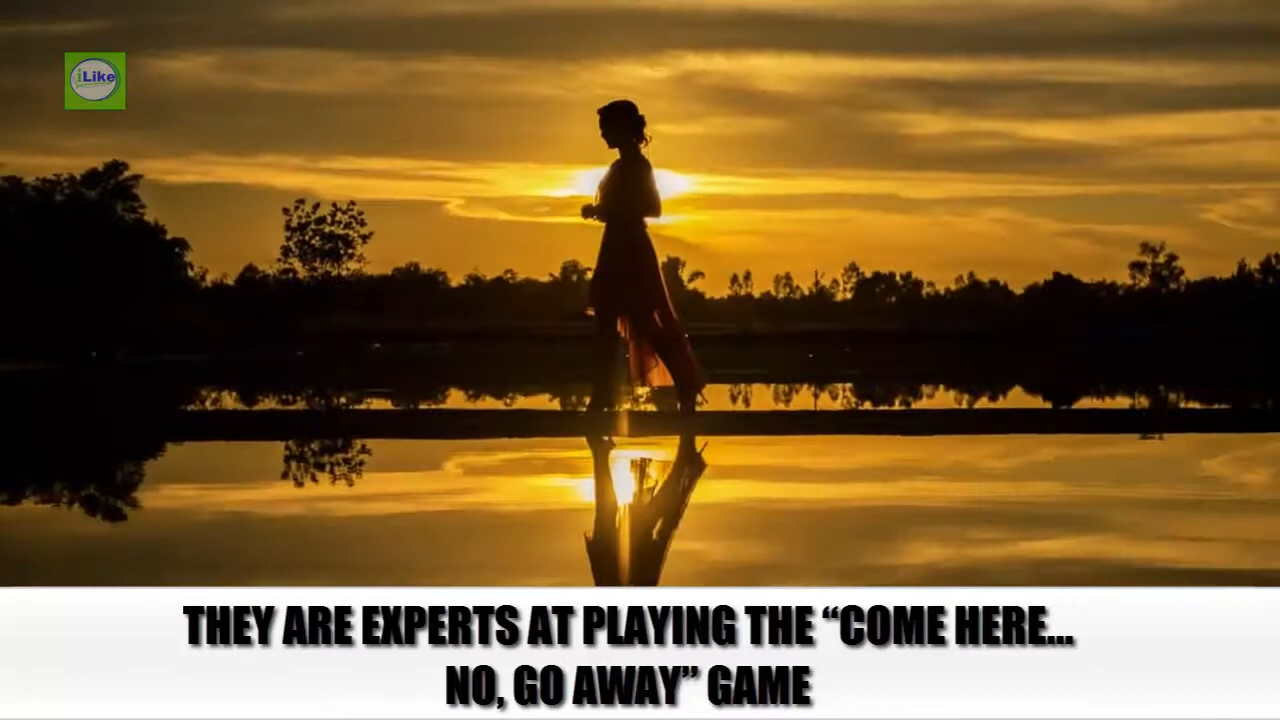 iLike
THEY ARE EXPERTS AT PLAYING THE “COME HERE...
NO, GO AWAY” GAME